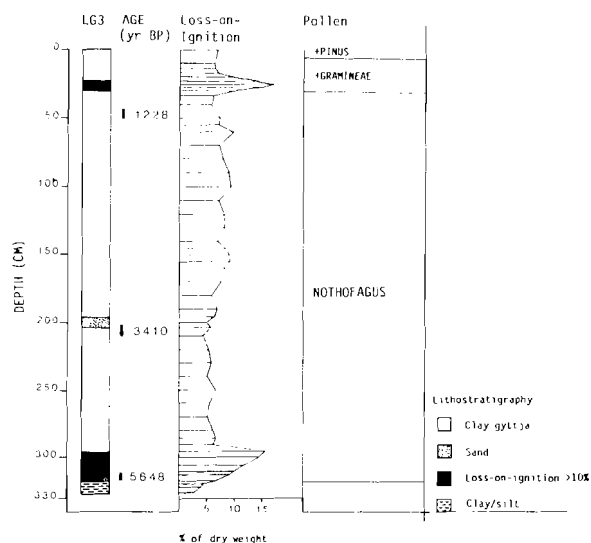 LG3 AGE (yr BP) Loss-on-Ignition Pollen
0
+PINUS
+GRAMINEAE
50
1228
100
150
NOTHOFAGUS
200
3410
250
300
5648
330
DEPTH (CM)
5 10 15
% of dry weight
Lithostratigraphy
Clay gyttja
Sand
Loss-on-ignition >10%
Clay/silt